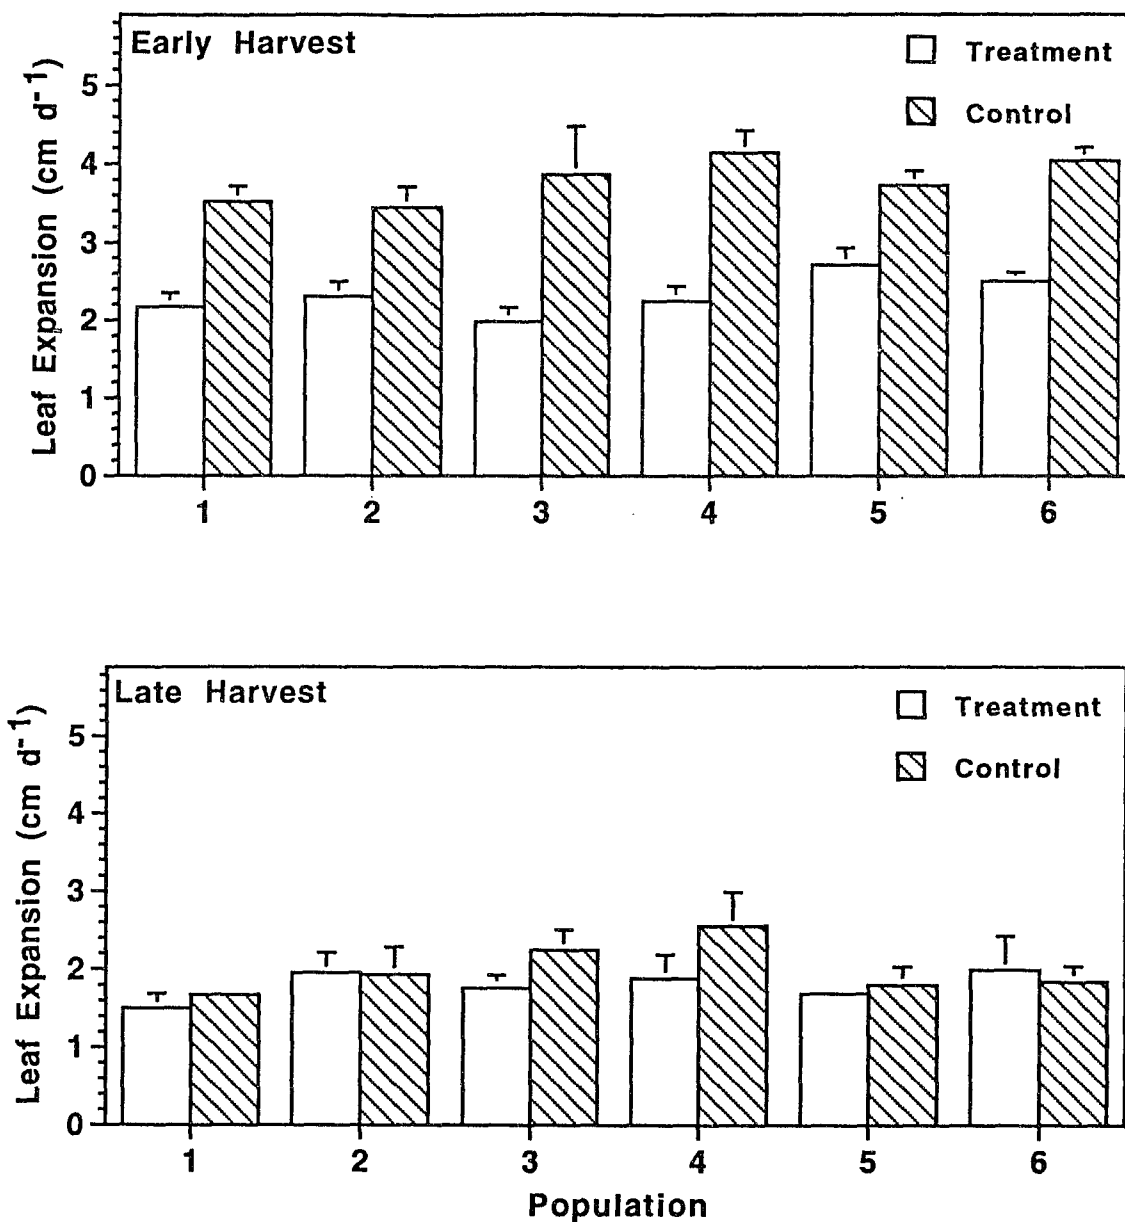 Early Harvest
Treatment
Control
Leaf Expansion (cm d-1)
5
4
3
2
1
0
1 2 3 4 5 6
Late Harvest
Treatment
Control
Leaf Expansion (cm d-1)
5
4
3
2
1
0
1 2 3 4 5 6
Population